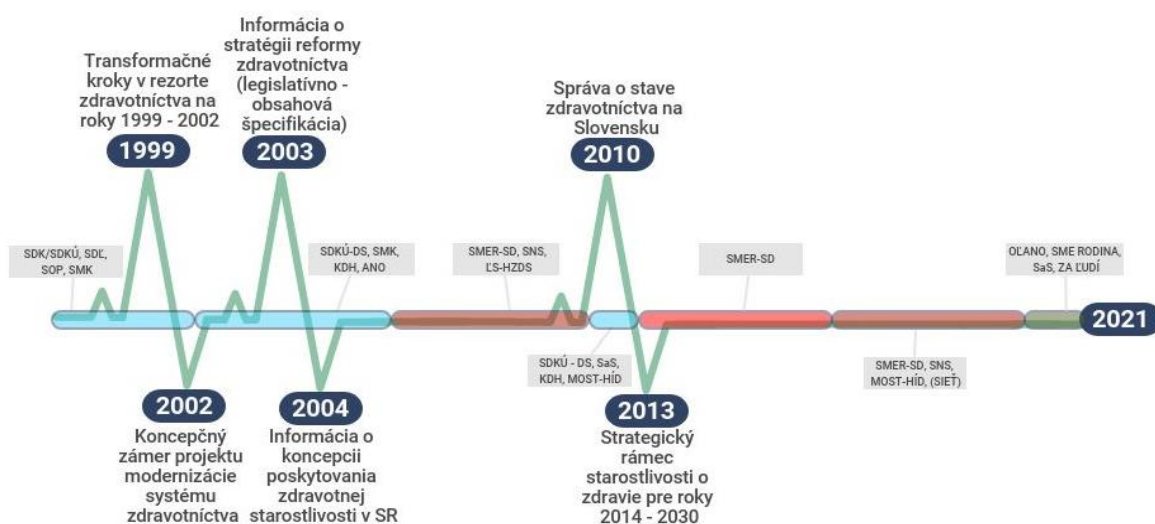 Transformačné
kroky v rezorte
zdravotníctva na
roky 1999 - 2002
1999
Informácia o
stratégii reformy
zdravotníctva
(legislatívno -
obsahová
špecifikácia)
2003
Správa o stave
zdravotníctva na
Slovensku
2010
SDK/SDKÚ, SDĽ,
SOP, SMK
SDKÚ-DS, SMK,
KDH, ANO
SMER-SD, SNS,
ĽS-HZDS
SMER-SD
OĽANO, SME RODINA,
SaS, ZA ĽUDÍ
2021
SDKÚ - DS, SaS,
KDH, MOST-HÍD
SMER-SD, SNS,
MOST-HÍD, (SIEŤ)
2002
Koncepčný
zámer projektu
modernizácie
systému
zdravotníctva
2004
Informácia o
koncepcii
poskytovania
zdravotnej
starostlivosti v SR
2013
Strategický
rámec
starostlivosti o
zdravie pre roky
2014 - 2030